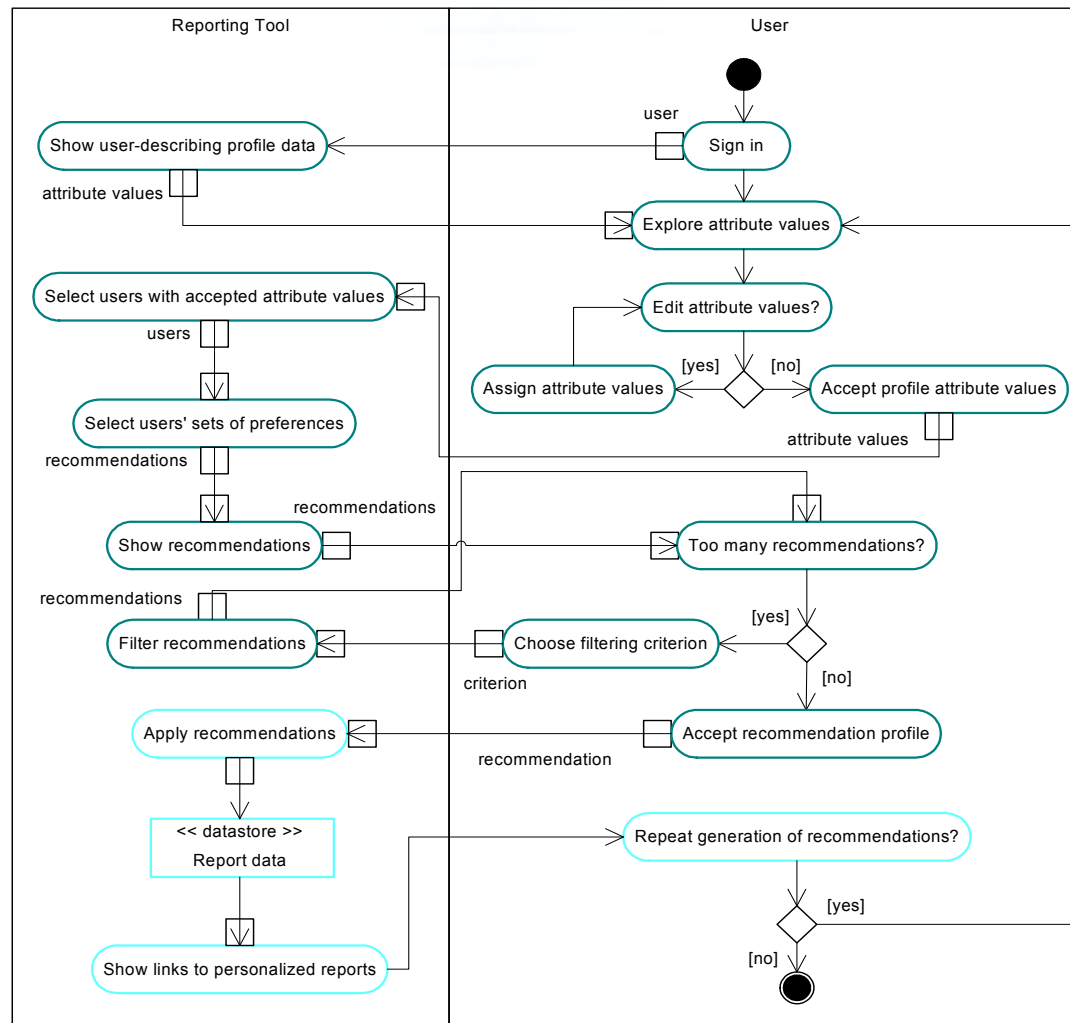 Reporting Tool
User
user
Sign in
Show user-describing profile data
attribute values
Explore attribute values
Select users with accepted attribute values
Edit attribute values?
users
[yes]
[no]
Assign attribute values
Accept profile attribute values
Select users' sets of preferences
attribute values
recommendations
recommendations
Show recommendations
Too many recommendations?
recommendations
[yes]
Filter recommendations
Choose filtering criterion
criterion
[no]
Apply recommendations
Accept recommendation profile
recommendation
<< datastore >>
Report data
Repeat generation of recommendations?
[yes]
Show links to personalized reports
[no]